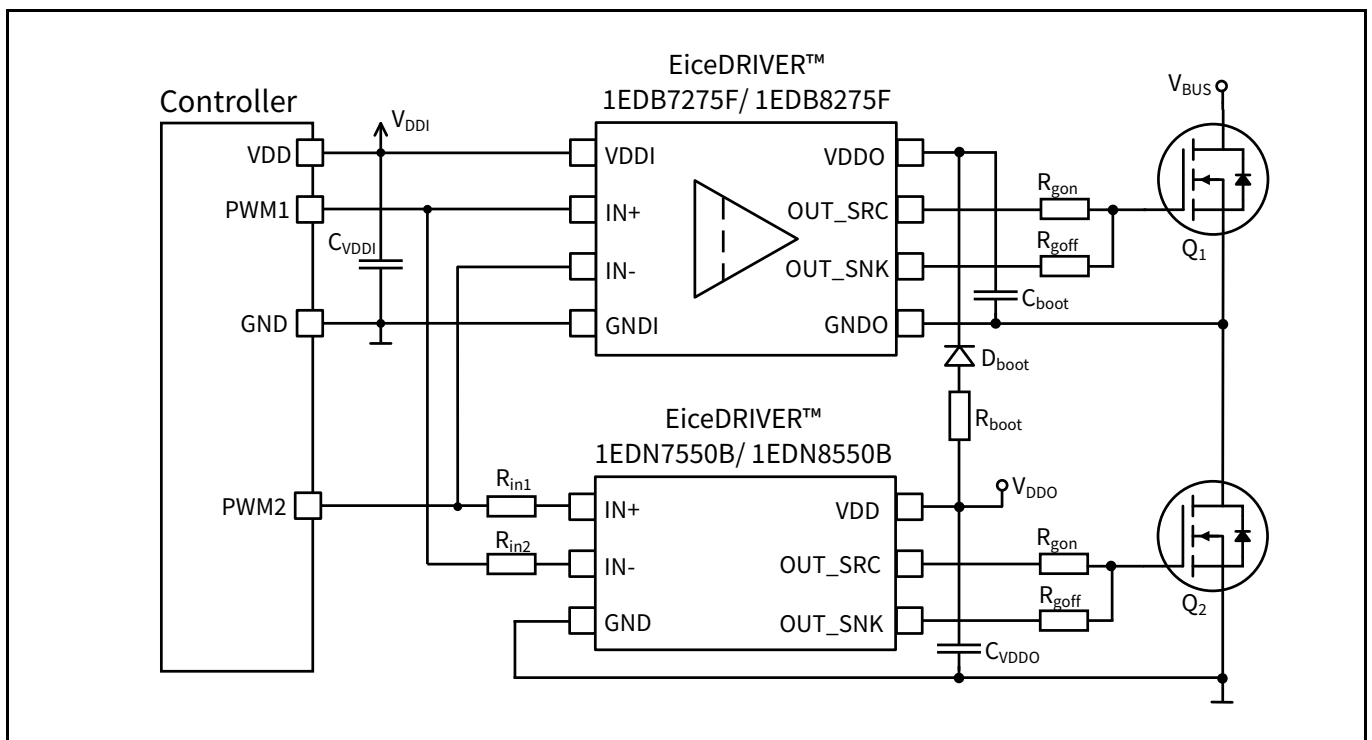 EiceDRIVER™
1EDB7275F/ 1EDB8275F
Controller
VDD
PWM1
GND
PWM2
VDDI
CVDDI
VDDI
IN+
IN-
GNDI
VDDO
OUT_SRC
OUT_SNK
GNDO
Rgon
Rgoff
Cboot
VBUS
Q1
Dboot
Rboot
EiceDRIVER™
1EDN7550B/ 1EDN8550B
Rin1
Rin2
IN+
IN-
GND
VDD
OUT_SRC
OUT_SNK
VDDO
Rgon
Rgoff
CVDDO
Q2